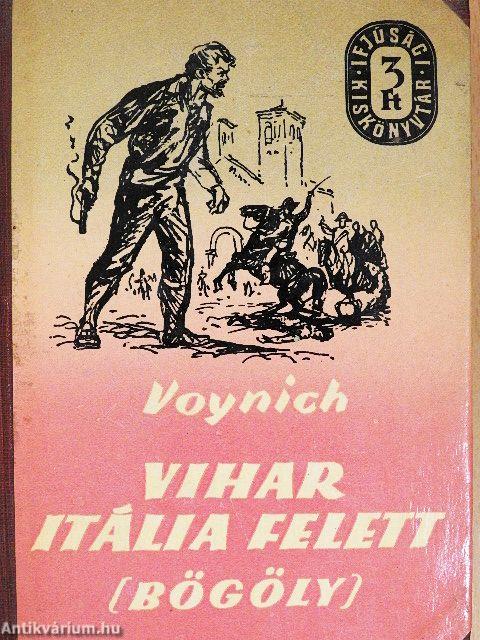 IFJÚSÁGI
3
Ft
KISKÖNYVTÁR
Voynich
VIHAR
ITÁLIA FELETT
(BÖGÖLY)
Antikvárium.hu